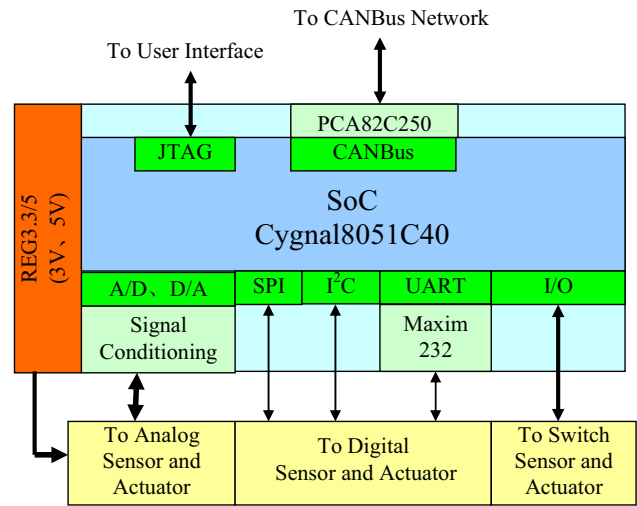 To CANBus Network
To User Interface
PCA82C250
JTAG
CANBus
SoC
Cygnal8051C40
REG3.3/5
(3V、5V)
A/D、D/A
SPI
I²C
UART
I/O
Signal
Conditioning
Maxim
232
To Analog
Sensor and
Actuator
To Digital
Sensor and Actuator
To Switch
Sensor and
Actuator